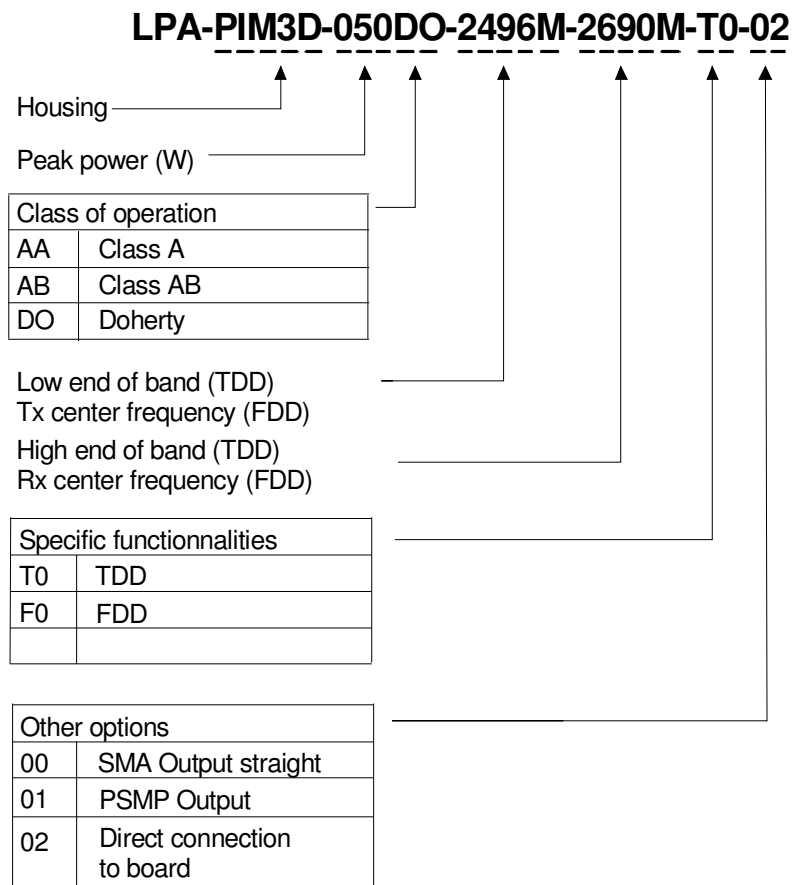 LPA-PIM3D-050DO-2496M-2690M-T0-02
Housing
Peak power (W)
Class of operation
AA Class A
AB Class AB
DO Doherty
Low end of band (TDD)
Tx center frequency (FDD)
High end of band (TDD)
Rx center frequency (FDD)
Specific functionnalities
T0 TDD
F0 FDD
Other options
00 SMA Output straight
01 PSMP Output
02 Direct connection
to board